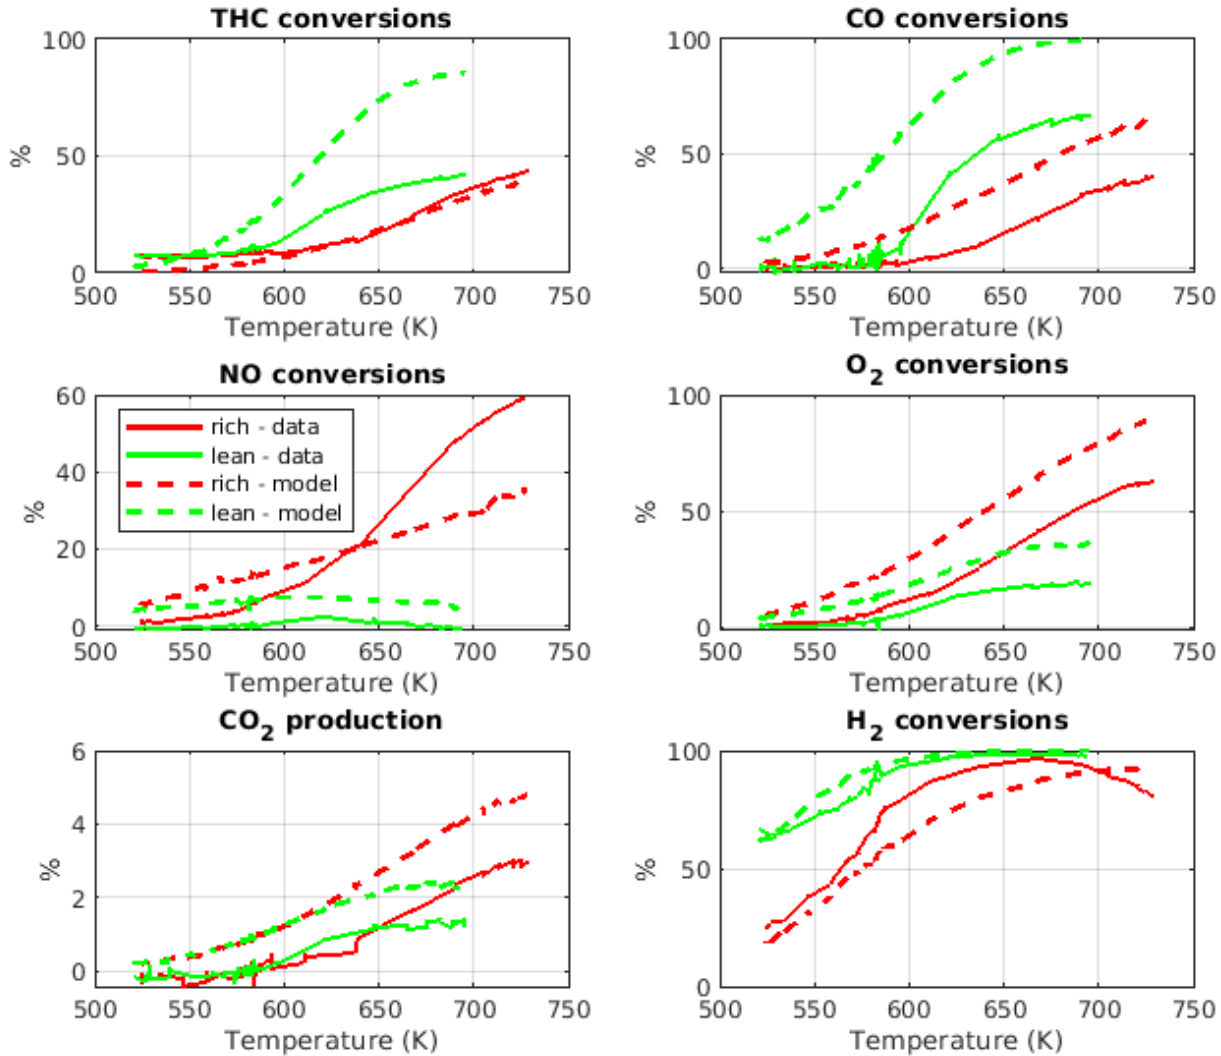 THC conversions
100
50
0
%
500 550 600 650 700 750
Temperature (K)
CO conversions
100
50
0
%
500 550 600 650 700 750
Temperature (K)
NO conversions
60
40
20
0
%
rich - data
lean - data
rich - model
lean - model
500 550 600 650 700 750
Temperature (K)
O2 conversions
100
50
0
%
500 550 600 650 700 750
Temperature (K)
CO2 production
6
4
2
0
%
500 550 600 650 700 750
Temperature (K)
H2 conversions
100
50
0
%
500 550 600 650 700 750
Temperature (K)